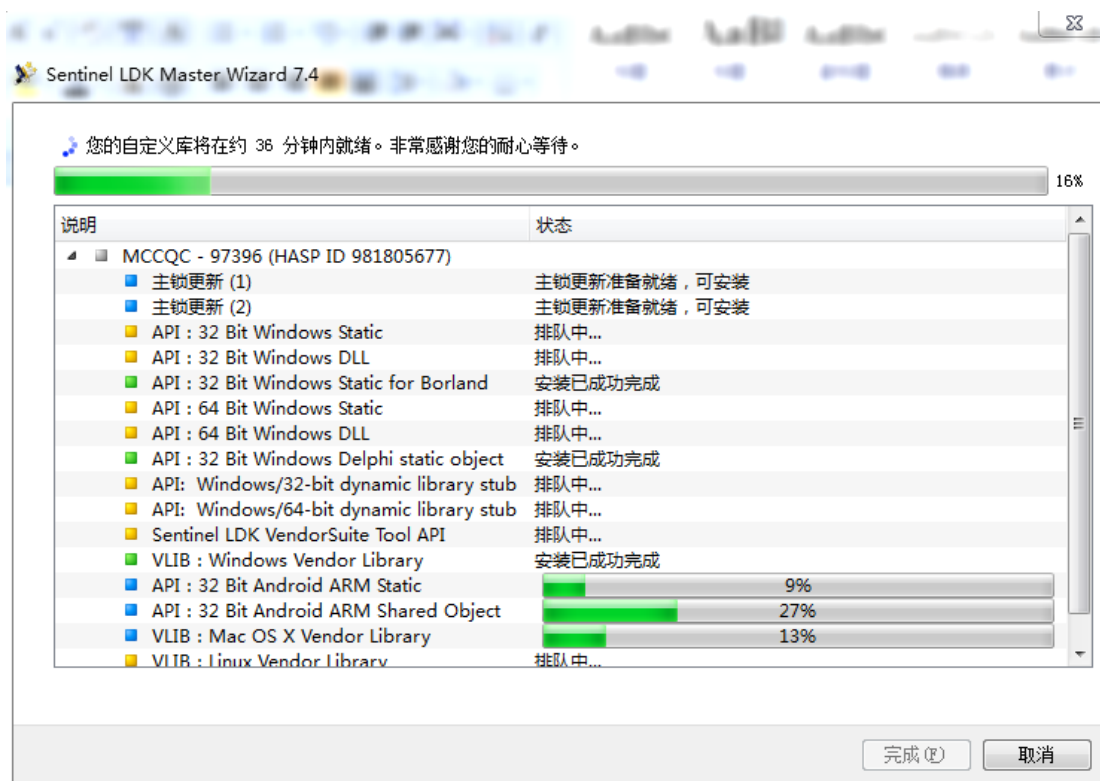 Sentinel LDK Master Wizard 7.4
您的自定义库将在约 36 分钟内就绪。非常感谢您的耐心等待。
16%
说明 状态
MCCQC - 97396 (HASP ID 981805677)
主锁更新 (1) 主锁更新准备就绪，可安装
主锁更新 (2) 主锁更新准备就绪，可安装
API : 32 Bit Windows Static 排队中...
API : 32 Bit Windows DLL 排队中...
API : 32 Bit Windows Static for Borland 安装已成功完成
API : 64 Bit Windows Static 排队中...
API : 64 Bit Windows DLL 排队中...
API : 32 Bit Windows Delphi static object 安装已成功完成
API: Windows/32-bit dynamic library stub 排队中...
API: Windows/64-bit dynamic library stub 排队中...
Sentinel LDK VendorSuite Tool API 排队中...
VLIB : Windows Vendor Library 安装已成功完成
API : 32 Bit Android ARM Static 9%
API : 32 Bit Android ARM Shared Object 27%
VLIB : Mac OS X Vendor Library 13%
VLIB : Linux Vendor Library 排队中...
完成(F) 取消